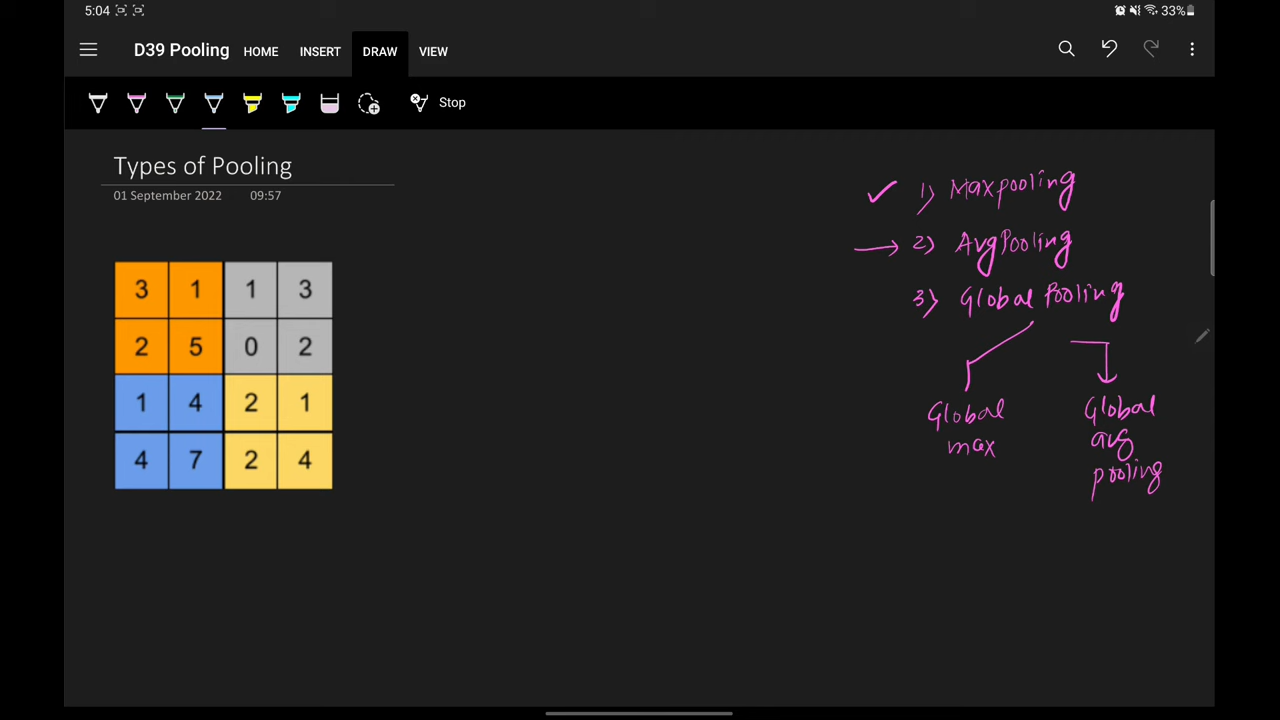 5:04 33%
D39 Pooling HOME INSERT DRAW VIEW
Stop
Types of Pooling
01 September 2022 09:57
3 1 1 3
2 5 0 2
1 4 2 1
4 7 2 4
✓ 1) Maxpooling
→ 2) AvgPooling
3) Global Pooling
Global
max
Global
avg
pooling